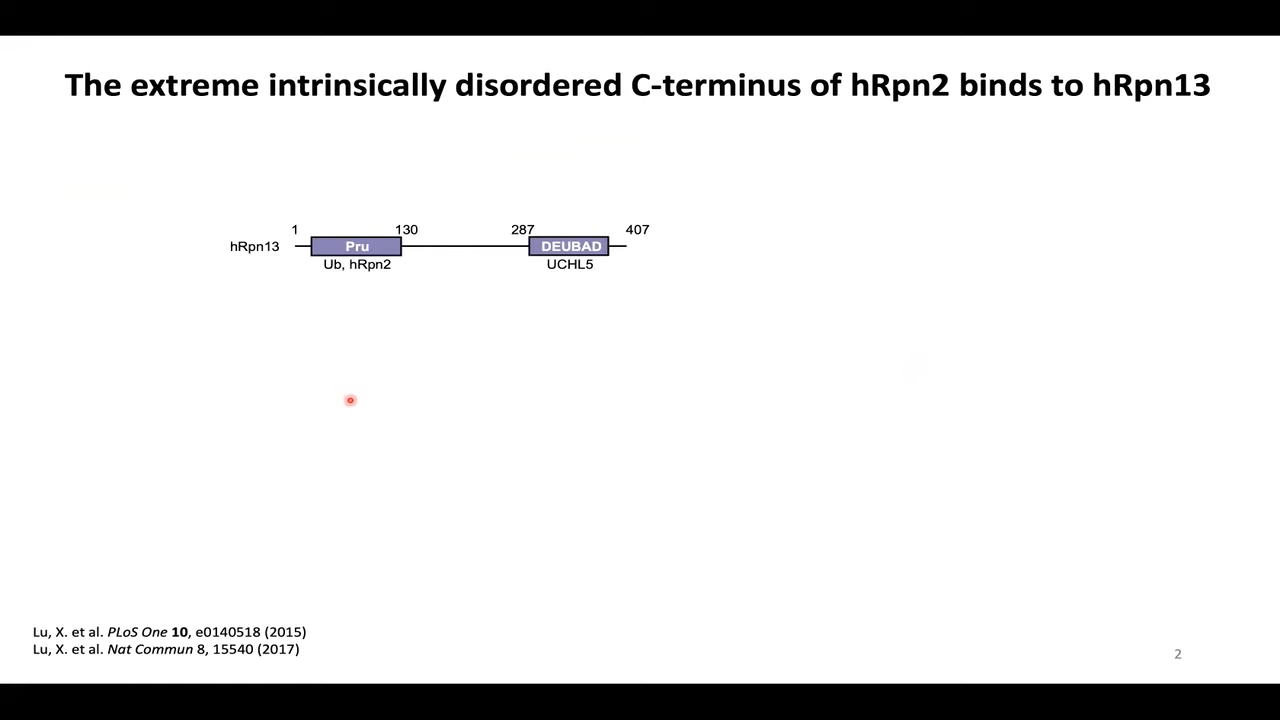 The extreme intrinsically disordered C-terminus of hRpn2 binds to hRpn13
1 130 287 407
hRpn13 Pru DEUBAD
Ub, hRpn2 UCHL5
Lu, X. et al. PLoS One 10, e0140518 (2015)
Lu, X. et al. Nat Commun 8, 15540 (2017)
2